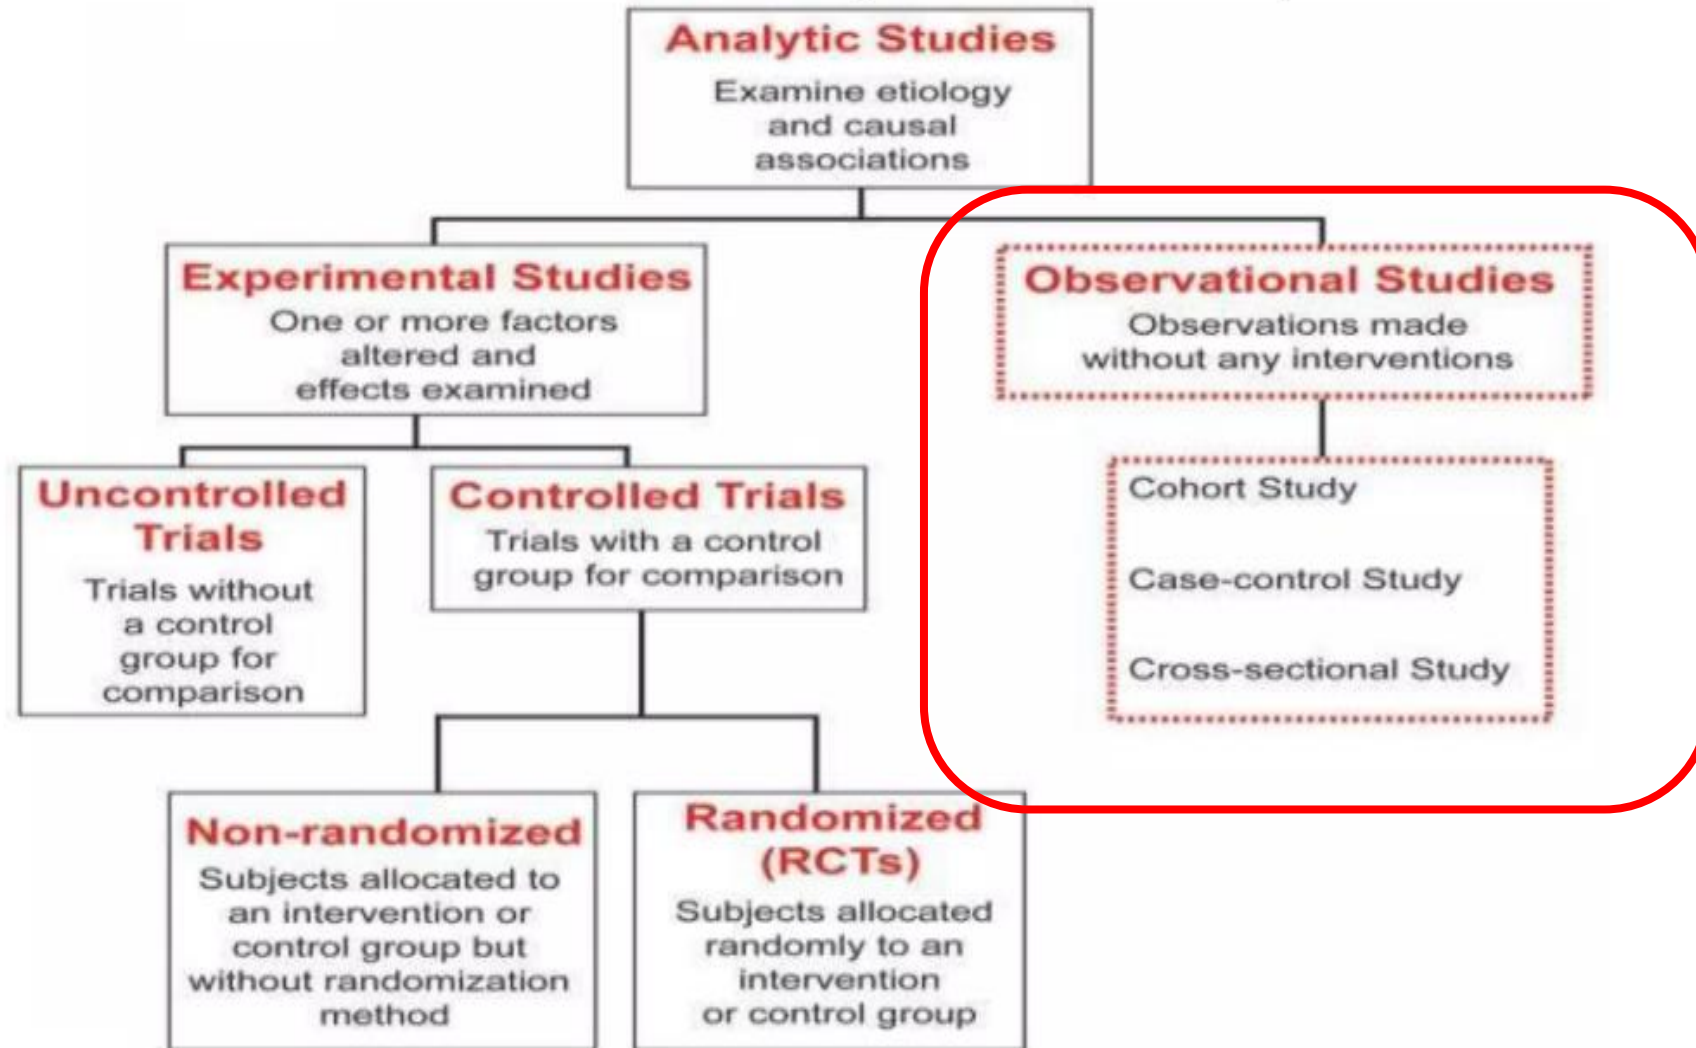 Analytic Studies
Examine etiology
and causal
associations
Experimental Studies
One or more factors
altered and
effects examined
Observational Studies
Observations made
without any interventions
Uncontrolled
Trials
Trials without
a control
group for
comparison
Controlled Trials
Trials with a control
group for comparison
Cohort Study
Case-control Study
Cross-sectional Study
Non-randomized
Subjects allocated to
an intervention or
control group but
without randomization
method
Randomized
(RCTs)
Subjects allocated
randomly to an
intervention
or control group